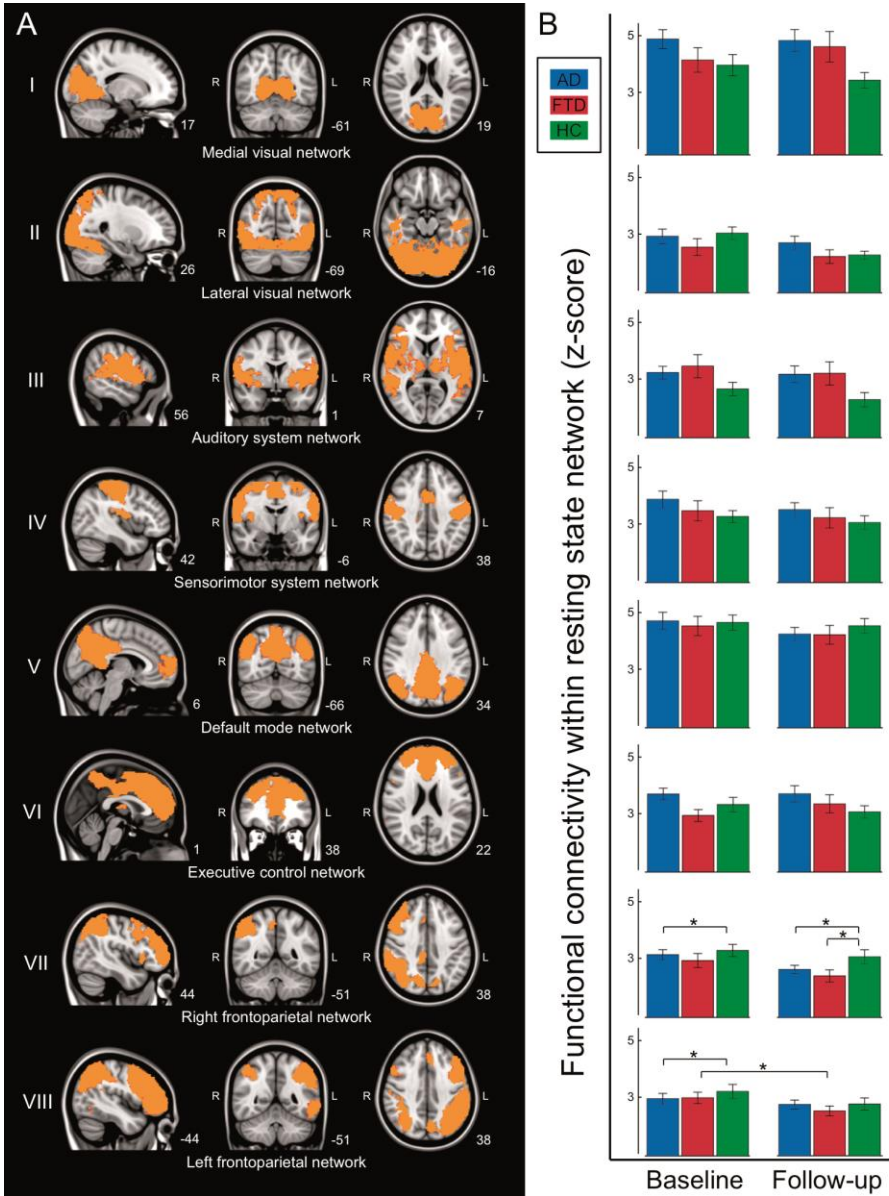 A
I
R
L
17
-61
19
Medial visual network
II
R
L
26
-69
-16
Lateral visual network
III
R
L
56
1
7
Auditory system network
IV
R
L
42
-6
38
Sensorimotor system network
V
R
L
6
-66
34
Default mode network
VI
R
L
1
38
22
Executive control network
VII
R
L
44
-51
38
Right frontoparietal network
VIII
R
L
-44
-51
38
Left frontoparietal network
B
AD
FTD
HC
Functional connectivity within resting state network (z-score)
5
3
5
3
5
3
5
3
5
3
5
3
5
3
* *
*
5
3
*
*
Baseline Follow-up